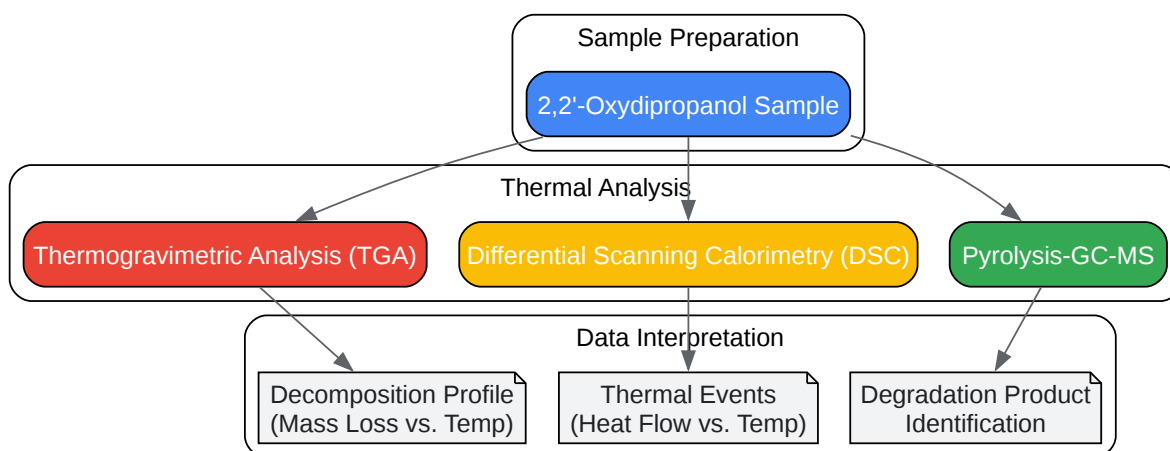 Sample Preparation
2,2'-Oxydipropanol Sample
Thermal Analysis
Thermogravimetric Analysis (TGA)
Differential Scanning Calorimetry (DSC)
Pyrolysis-GC-MS
Data Interpretation
Decomposition Profile
(Mass Loss vs. Temp)
Thermal Events
(Heat Flow vs. Temp)
Degradation Product
Identification